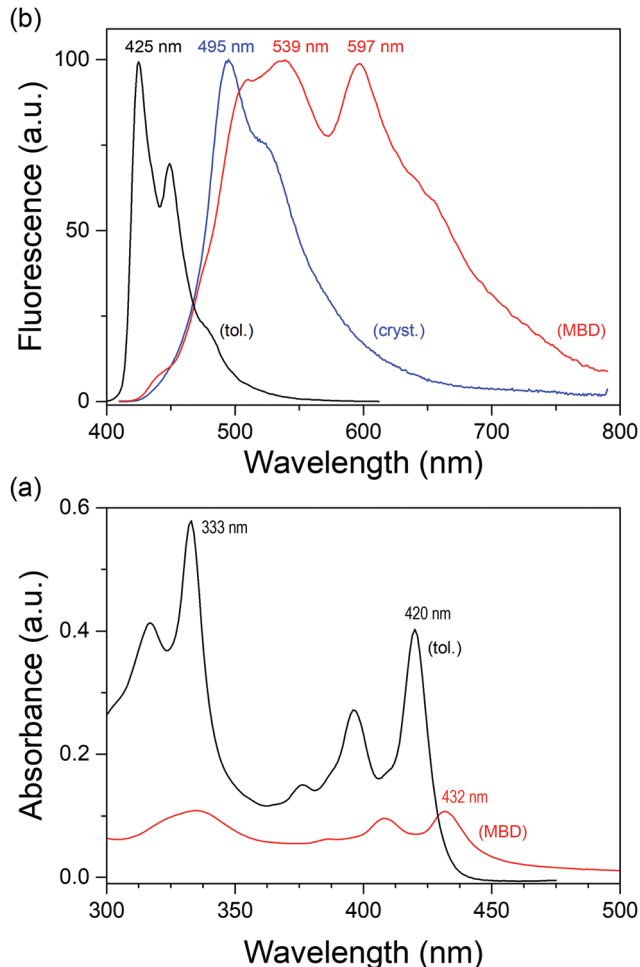 (b)
425 nm 495 nm 539 nm 597 nm
100
50
0
Fluorescence (a.u.)
(tol.) (cryst.) (MBD)
400 500 600 700 800
Wavelength (nm)
(a)
0.6
0.4
0.2
0.0
Absorbance (a.u.)
333 nm
420 nm
(tol.)
432 nm
(MBD)
300 350 400 450 500
Wavelength (nm)